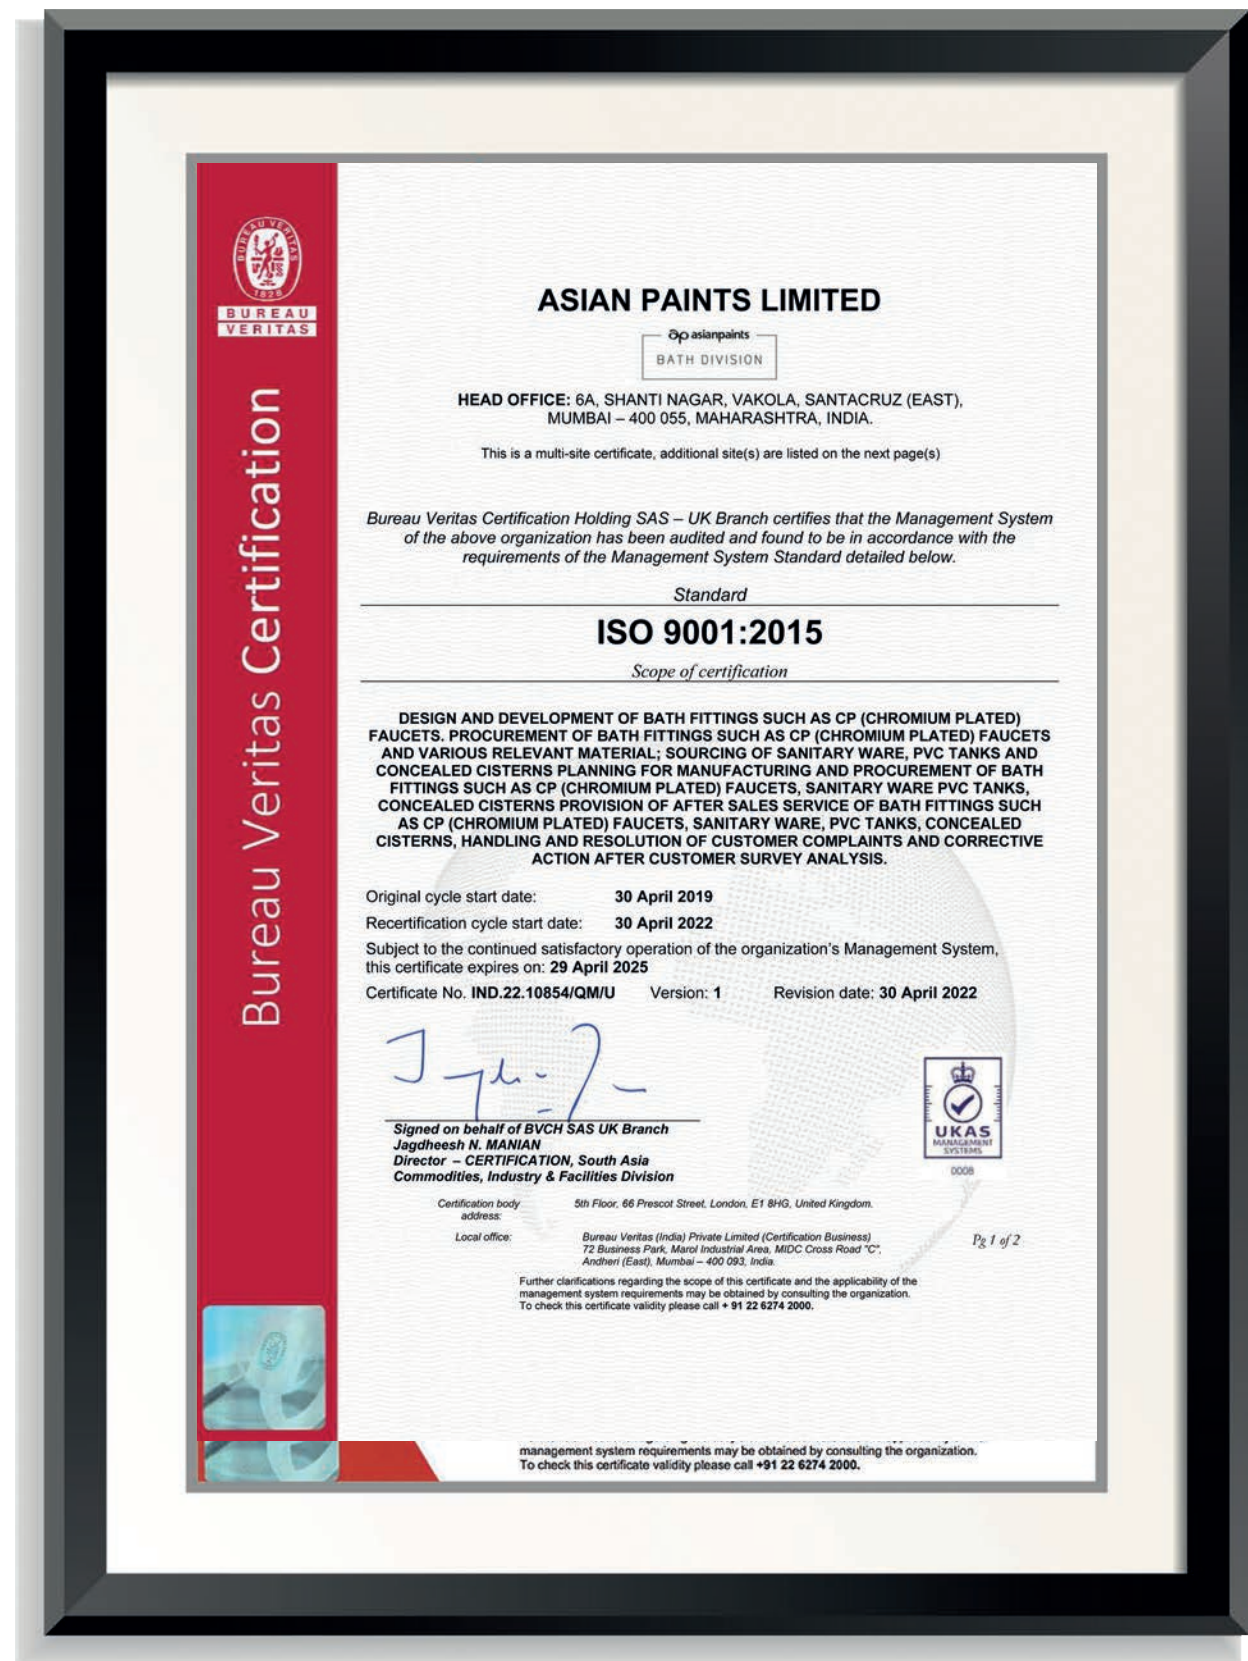 BUREAU VERITAS
1828
BUREAU
VERITAS
Bureau Veritas Certification
ASIAN PAINTS LIMITED
ap asianpaints
BATH DIVISION
HEAD OFFICE: 6A, SHANTI NAGAR, VAKOLA, SANTACRUZ (EAST),
MUMBAI – 400 055, MAHARASHTRA, INDIA.
This is a multi-site certificate, additional site(s) are listed on the next page(s)
Bureau Veritas Certification Holding SAS – UK Branch certifies that the Management System
of the above organization has been audited and found to be in accordance with the
requirements of the Management System Standard detailed below.
Standard
ISO 9001:2015
Scope of certification
DESIGN AND DEVELOPMENT OF BATH FITTINGS SUCH AS CP (CHROMIUM PLATED)
FAUCETS. PROCUREMENT OF BATH FITTINGS SUCH AS CP (CHROMIUM PLATED) FAUCETS
AND VARIOUS RELEVANT MATERIAL; SOURCING OF SANITARY WARE, PVC TANKS AND
CONCEALED CISTERNS PLANNING FOR MANUFACTURING AND PROCUREMENT OF BATH
FITTINGS SUCH AS CP (CHROMIUM PLATED) FAUCETS, SANITARY WARE PVC TANKS,
CONCEALED CISTERNS PROVISION OF AFTER SALES SERVICE OF BATH FITTINGS SUCH
AS CP (CHROMIUM PLATED) FAUCETS, SANITARY WARE, PVC TANKS, CONCEALED
CISTERNS, HANDLING AND RESOLUTION OF CUSTOMER COMPLAINTS AND CORRECTIVE
ACTION AFTER CUSTOMER SURVEY ANALYSIS.
Original cycle start date: 30 April 2019
Recertification cycle start date: 30 April 2022
Subject to the continued satisfactory operation of the organization's Management System,
this certificate expires on: 29 April 2025
Certificate No. IND.22.10854/QM/U Version: 1 Revision date: 30 April 2022
Signed on behalf of BVCH SAS UK Branch
Jagdheesh N. MANIAN
Director – CERTIFICATION, South Asia
Commodities, Industry & Facilities Division
UKAS
MANAGEMENT
SYSTEMS
0008
Certification body address: 5th Floor, 66 Prescot Street, London, E1 8HG, United Kingdom.
Local office: Bureau Veritas (India) Private Limited (Certification Business)
72 Business Park, Marol Industrial Area, MIDC Cross Road "C",
Andheri (East), Mumbai – 400 093, India.
Pg 1 of 2
Further clarifications regarding the scope of this certificate and the applicability of the
management system requirements may be obtained by consulting the organization.
To check this certificate validity please call + 91 22 6274 2000.
management system requirements may be obtained by consulting the organization.
To check this certificate validity please call +91 22 6274 2000.